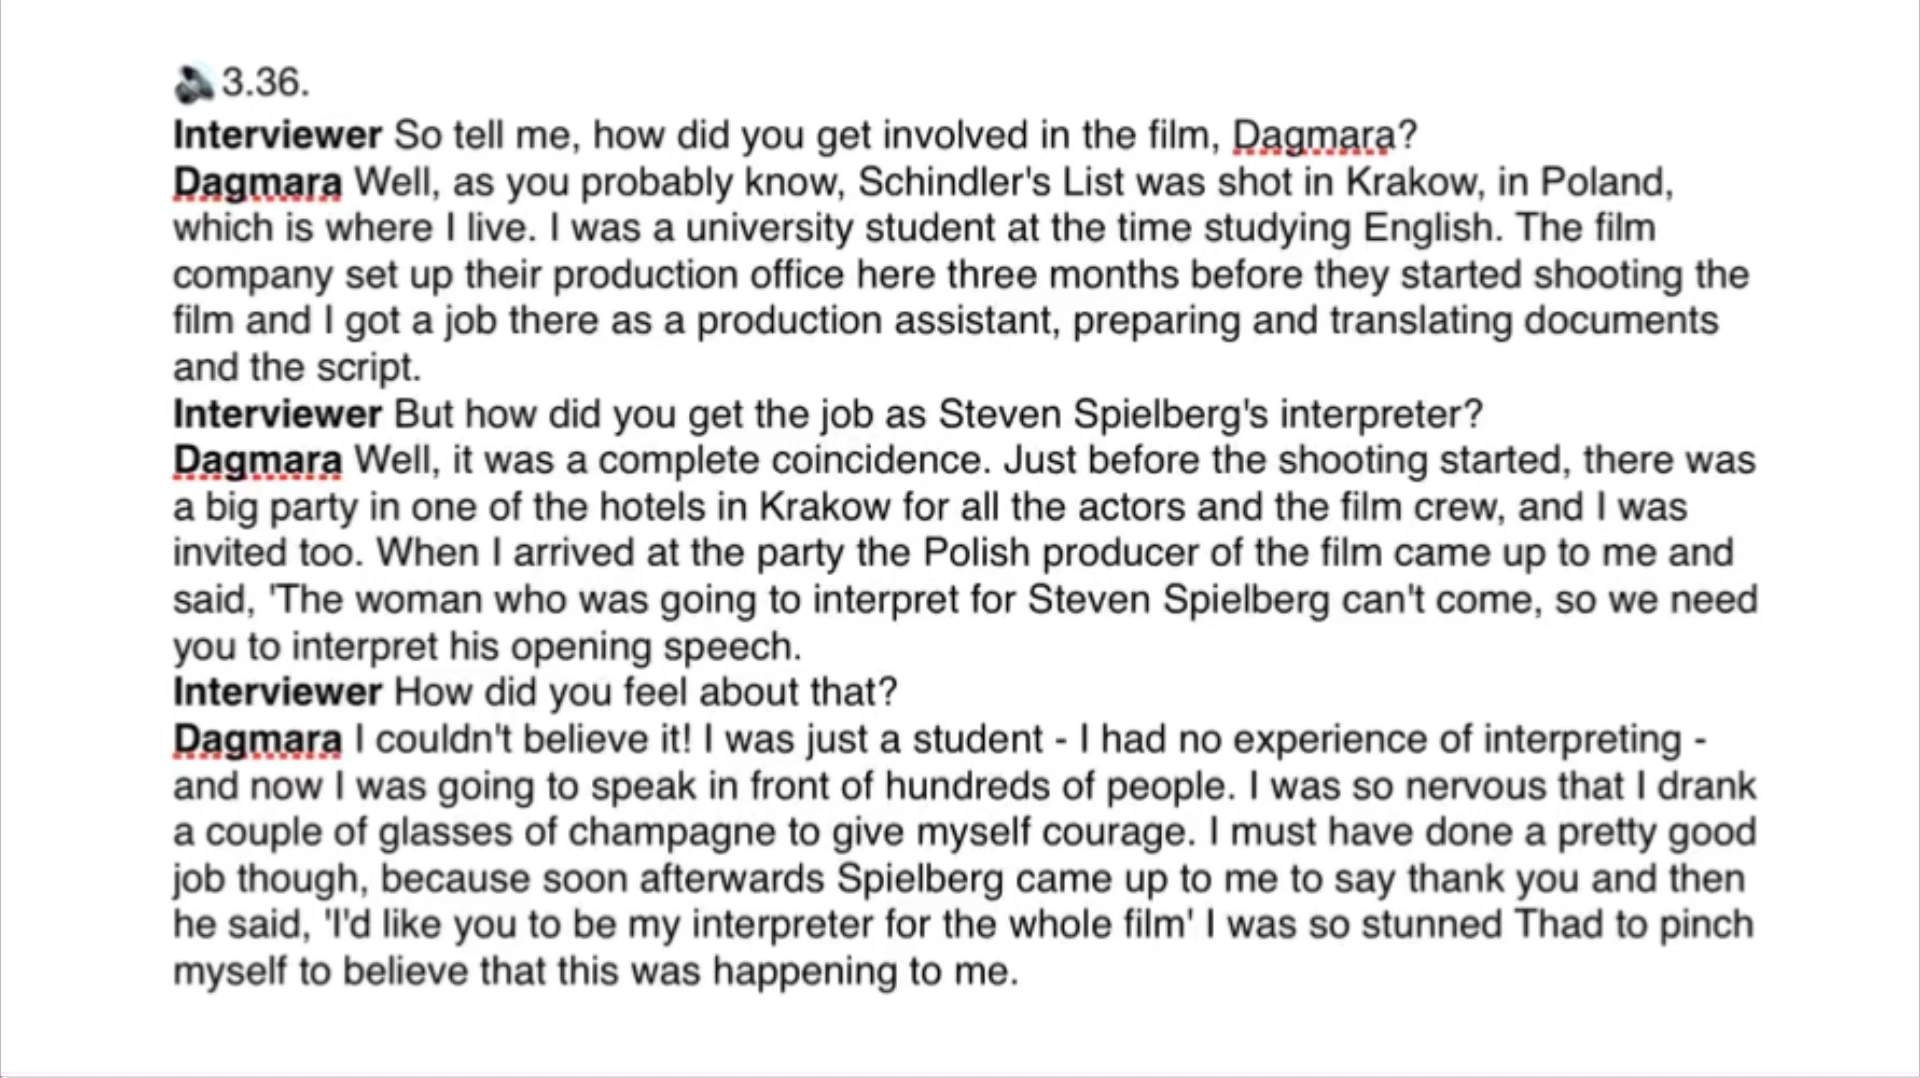 3.36.
Interviewer So tell me, how did you get involved in the film, Dagmara?
Dagmara Well, as you probably know, Schindler's List was shot in Krakow, in Poland,
which is where I live. I was a university student at the time studying English. The film
company set up their production office here three months before they started shooting the
film and I got a job there as a production assistant, preparing and translating documents
and the script.
Interviewer But how did you get the job as Steven Spielberg's interpreter?
Dagmara Well, it was a complete coincidence. Just before the shooting started, there was
a big party in one of the hotels in Krakow for all the actors and the film crew, and I was
invited too. When I arrived at the party the Polish producer of the film came up to me and
said, 'The woman who was going to interpret for Steven Spielberg can't come, so we need
you to interpret his opening speech.
Interviewer How did you feel about that?
Dagmara I couldn't believe it! I was just a student - I had no experience of interpreting -
and now I was going to speak in front of hundreds of people. I was so nervous that I drank
a couple of glasses of champagne to give myself courage. I must have done a pretty good
job though, because soon afterwards Spielberg came up to me to say thank you and then
he said, 'I'd like you to be my interpreter for the whole film' I was so stunned Thad to pinch
myself to believe that this was happening to me.